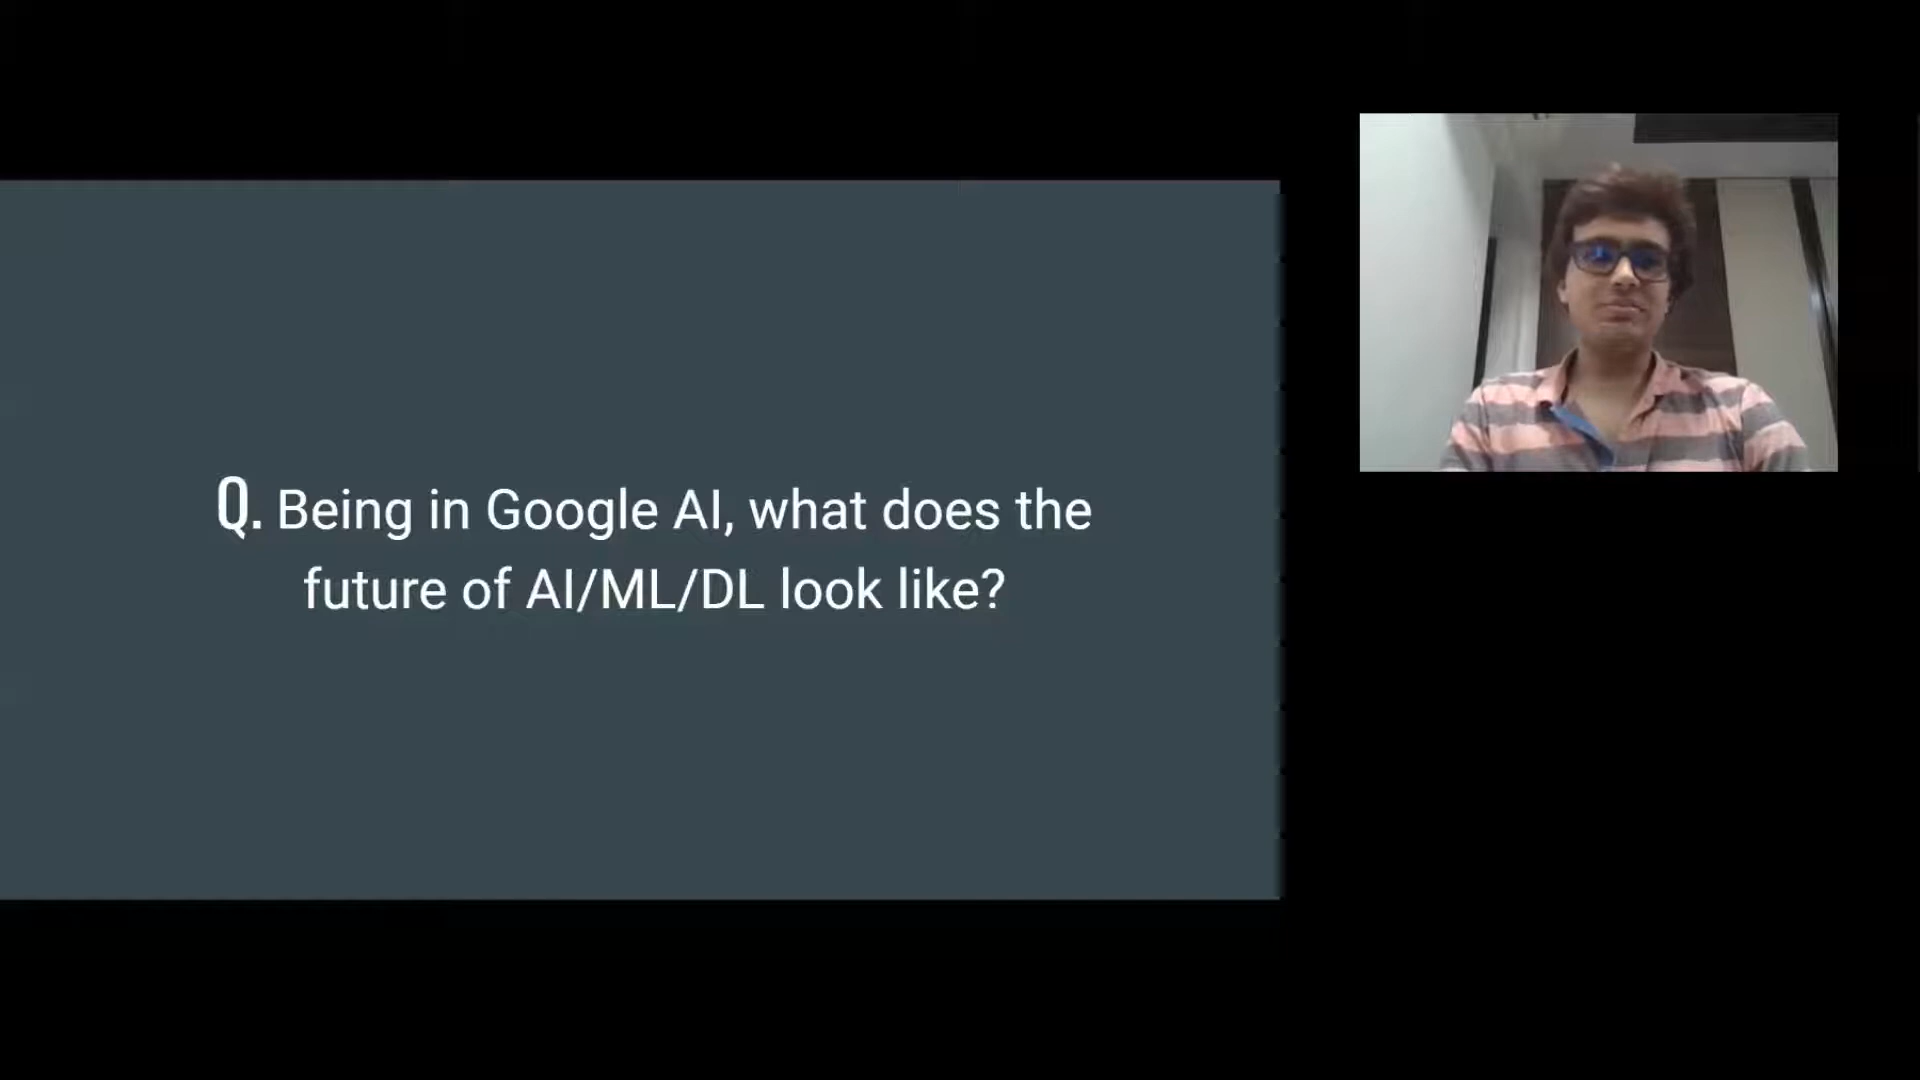 Q. Being in Google AI, what does the
future of AI/ML/DL look like?